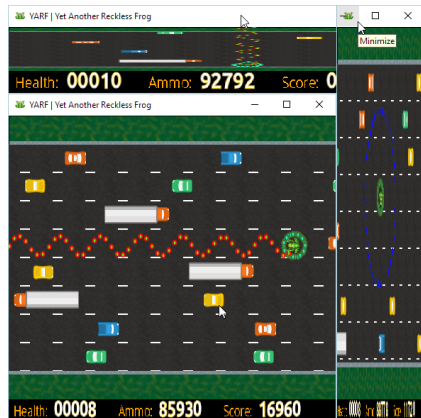 YARF | Yet Another Reckless Frog
Minimize
Health: 00010 Ammo: 92792 Score: 0
YARF | Yet Another Reckless Frog
Health: 00008 Ammo: 85930 Score: 16960